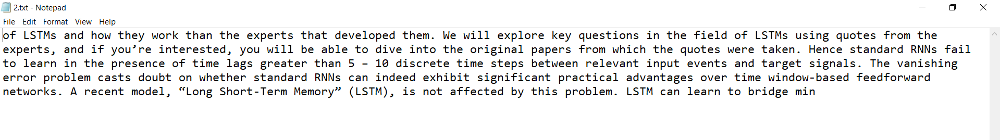 2.txt - Notepad
File Edit Format View Help
of LSTMs and how they work than the experts that developed them. We will explore key questions in the field of LSTMs using quotes from the
experts, and if you’re interested, you will be able to dive into the original papers from which the quotes were taken. Hence standard RNNs fail
to learn in the presence of time lags greater than 5 – 10 discrete time steps between relevant input events and target signals. The vanishing
error problem casts doubt on whether standard RNNs can indeed exhibit significant practical advantages over time window-based feedforward
networks. A recent model, “Long Short-Term Memory” (LSTM), is not affected by this problem. LSTM can learn to bridge min